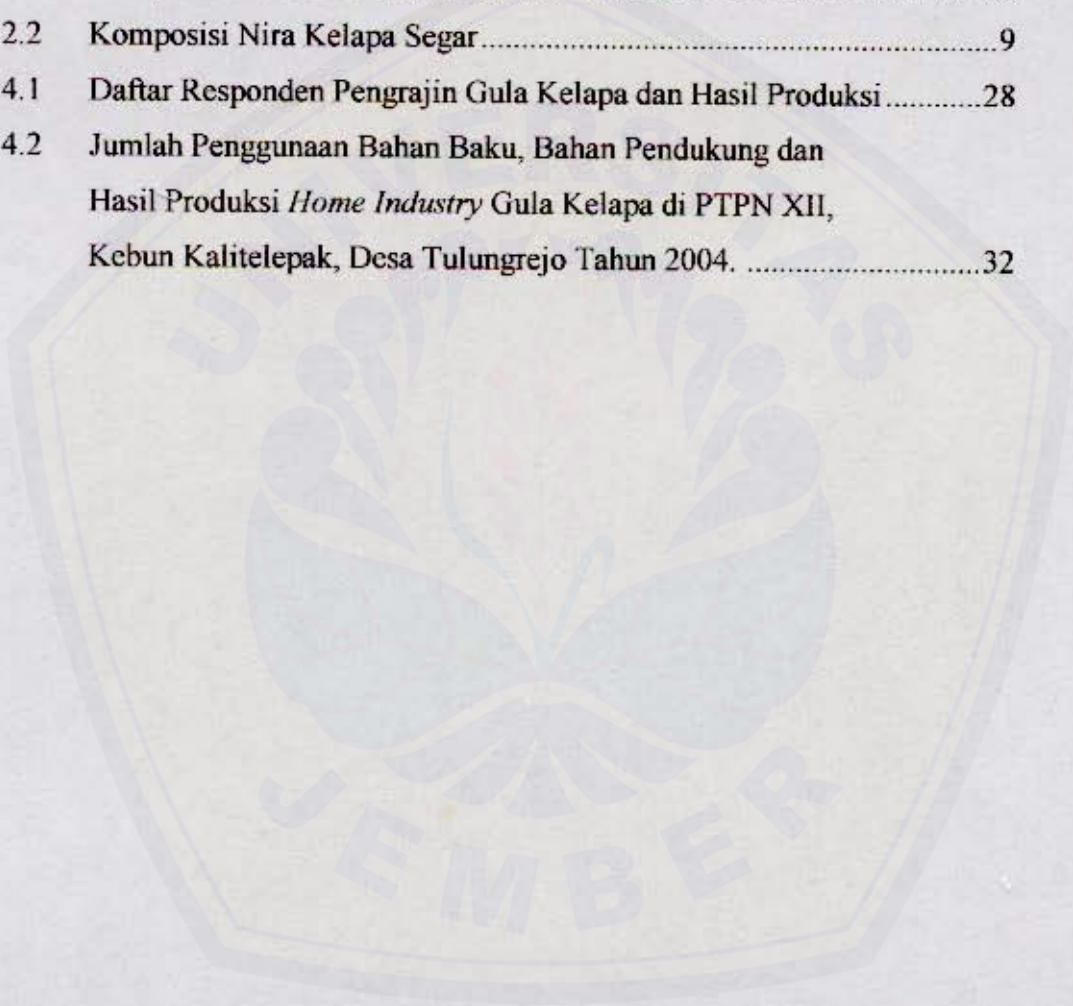 2.2 Komposisi Nira Kelapa Segar..........................................................................9
4.1 Daftar Responden Pengrajin Gula Kelapa dan Hasil Produksi............28
4.2 Jumlah Penggunaan Bahan Baku, Bahan Pendukung dan
Hasil Produksi Home Industry Gula Kelapa di PTPN XII,
Kebun Kalitelepak, Desa Tulungrejo Tahun 2004. ..............................32
UNIVERSITAS
JEMBER